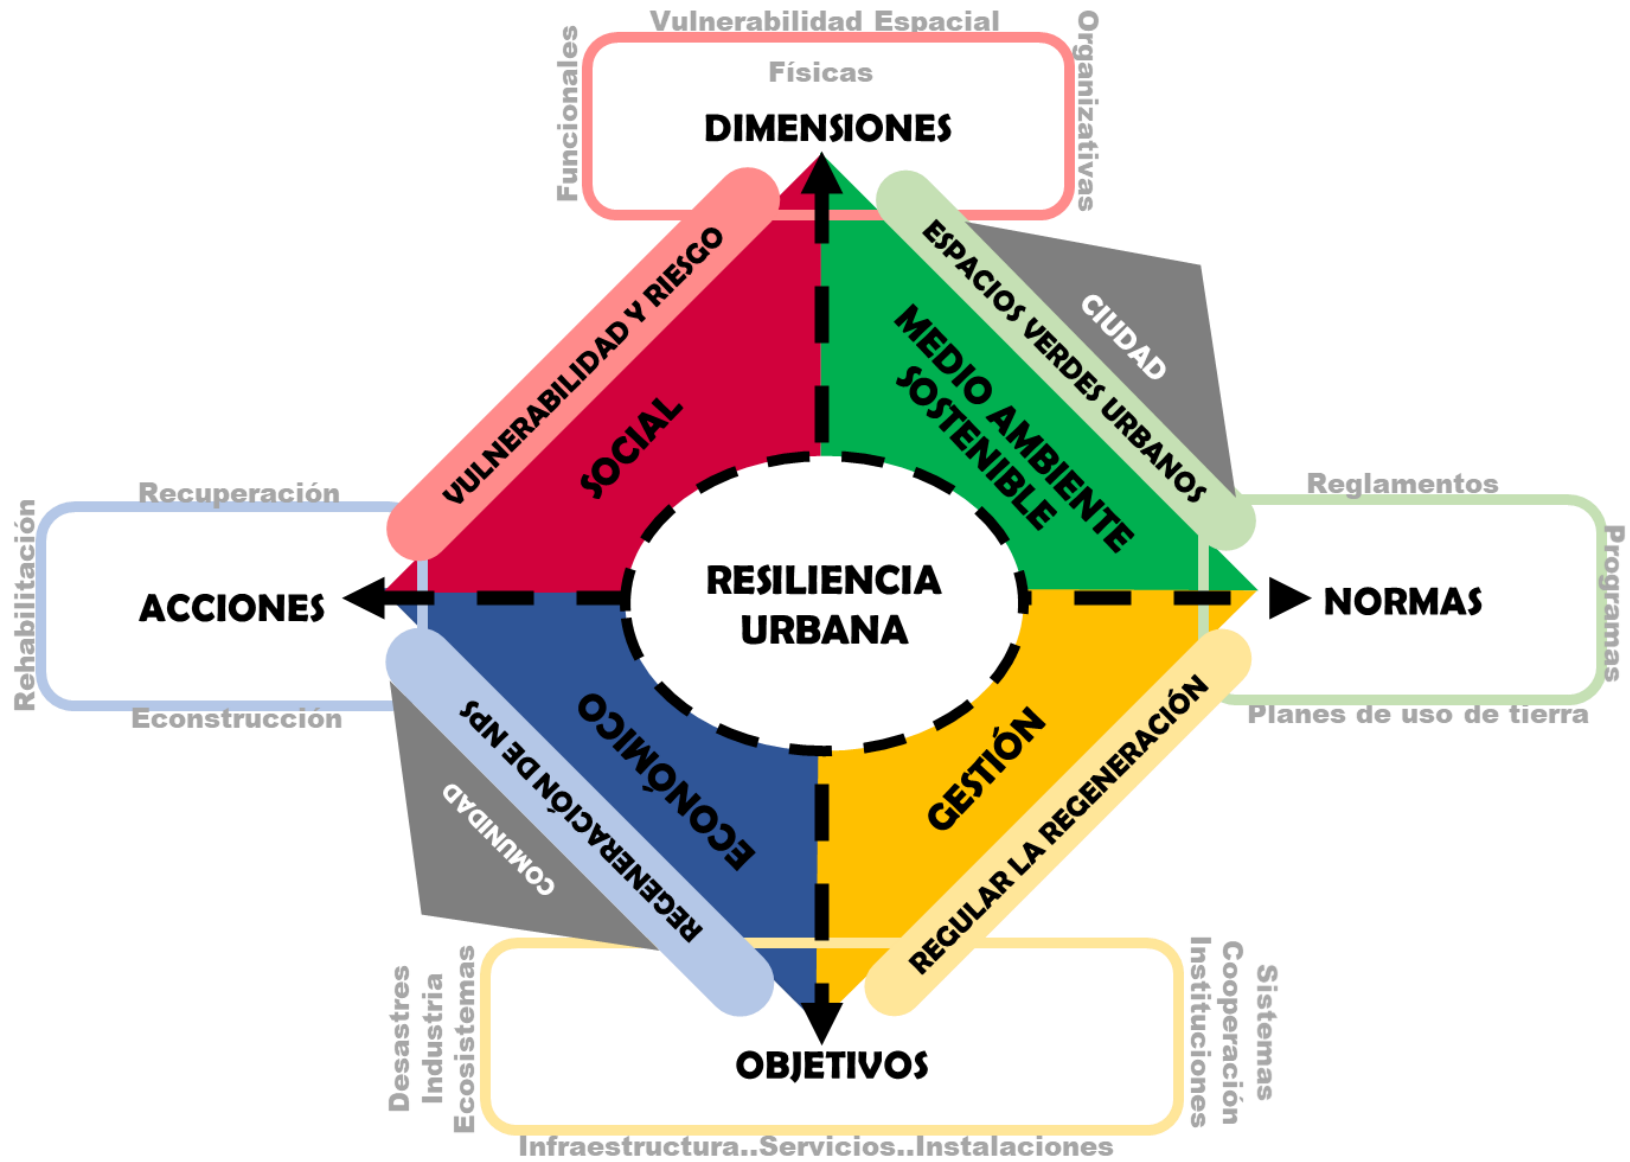 Vulnerabilidad Espacial
Funcionales
Físicas
Organizativas
DIMENSIONES
VULNERABILIDAD Y RIESGO
SOCIAL
ESPACIOS VERDES URBANOS
MEDIO AMBIENTE
SOSTENIBLE
CIUDAD
Recuperación
Rehabilitación
ACCIONES
Econstrucción
RESILIENCIA
URBANA
Reglamentos
NORMAS
Programas
Planes de uso de tierra
ECONÓMICO
REGENERACIÓN DE NPS
COMUNIDAD
GESTIÓN
REGULAR LA REGENERACIÓN
Desastres
Industria
Ecosistemas
OBJETIVOS
Instituciones
Cooperación
Sistemas
Infraestructura..Servicios..Instalaciones